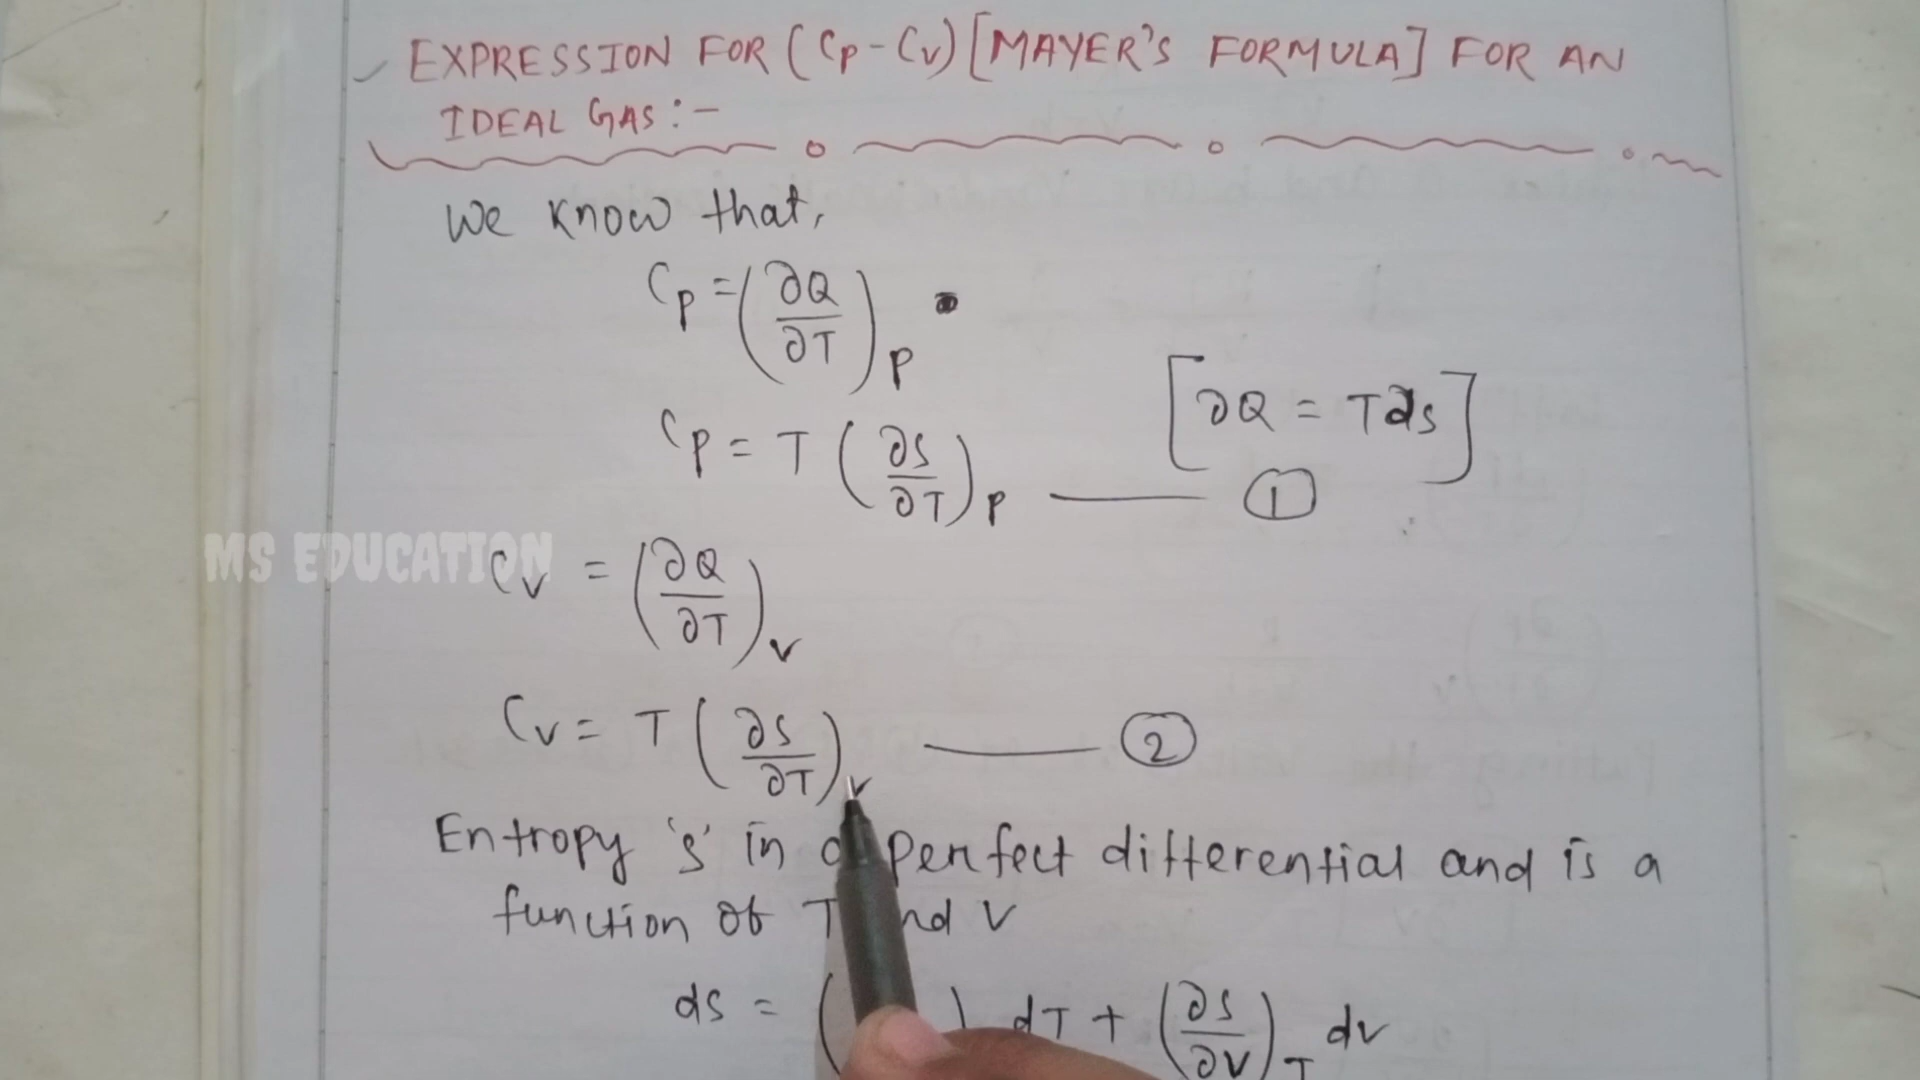 EXPRESSION FOR (Cp - Cv) [MAYER'S FORMULA] FOR AN
IDEAL GAS :-
We know that,
Cp = (∂Q/∂T)p
[∂Q = T∂s]
Cp = T (∂S/∂T)p —— ①
MS EDUCATION
Cv = (∂Q/∂T)v
Cv = T (∂S/∂T)v —— ②
Entropy 's' in a perfect differential and is a
function of T and V
ds = ( ) dT + (∂S/∂V)T dv